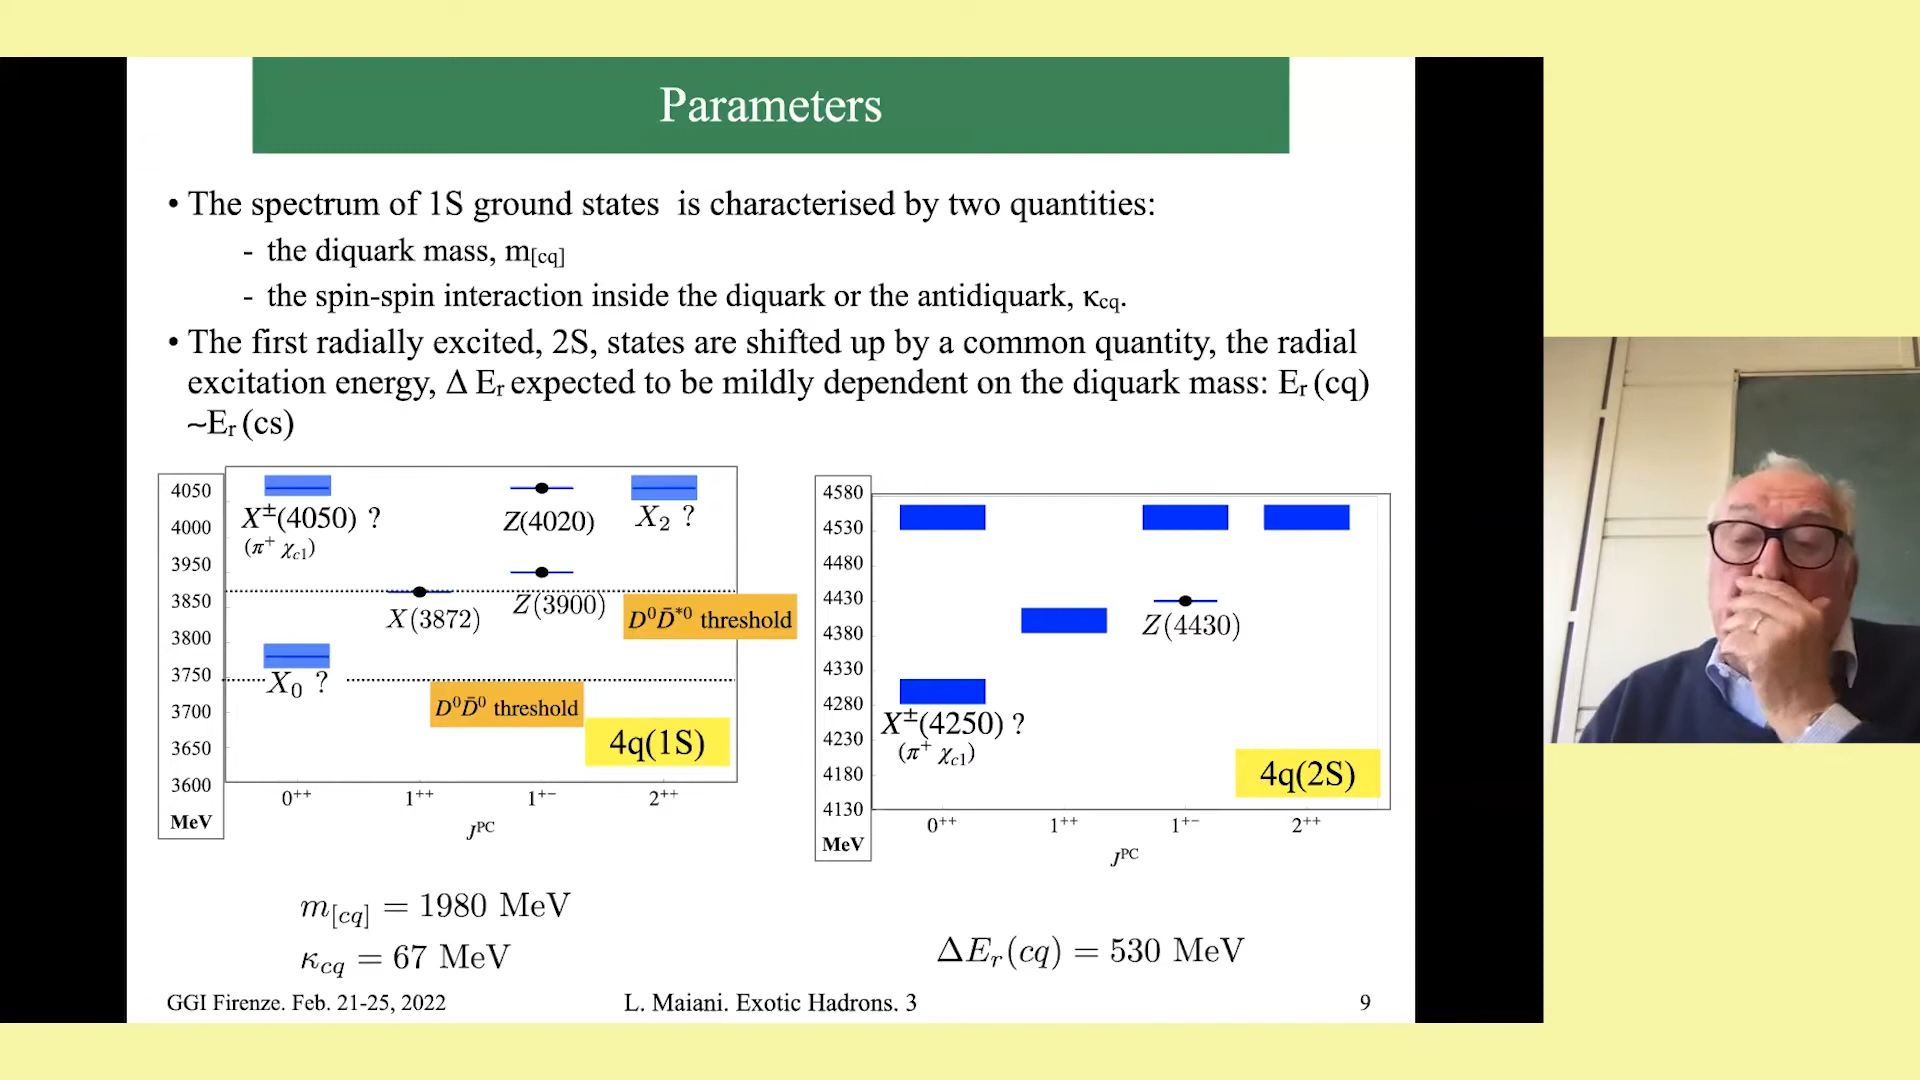 Parameters
• The spectrum of 1S ground states is characterised by two quantities:
- the diquark mass, m[cq]
- the spin-spin interaction inside the diquark or the antidiquark, κcq.
• The first radially excited, 2S, states are shifted up by a common quantity, the radial
excitation energy, Δ Er expected to be mildly dependent on the diquark mass: Er (cq)
~Er (cs)
4050
4000
3950
3850
3800
3750
3700
3650
3600
MeV
X±(4050) ?
(π+ χc1)
Z(4020)
X2 ?
X(3872)
Z(3900)
D0D̄*0 threshold
X0 ?
D0D̄0 threshold
4q(1S)
0++ 1++ 1+− 2++
JPC
4580
4530
4480
4430
4380
4330
4280
4230
4180
4130
MeV
Z(4430)
X±(4250) ?
(π+ χc1)
4q(2S)
0++ 1++ 1+− 2++
JPC
m[cq] = 1980 MeV
κcq = 67 MeV
ΔEr(cq) = 530 MeV
GGI Firenze. Feb. 21-25, 2022 L. Maiani. Exotic Hadrons. 3 9